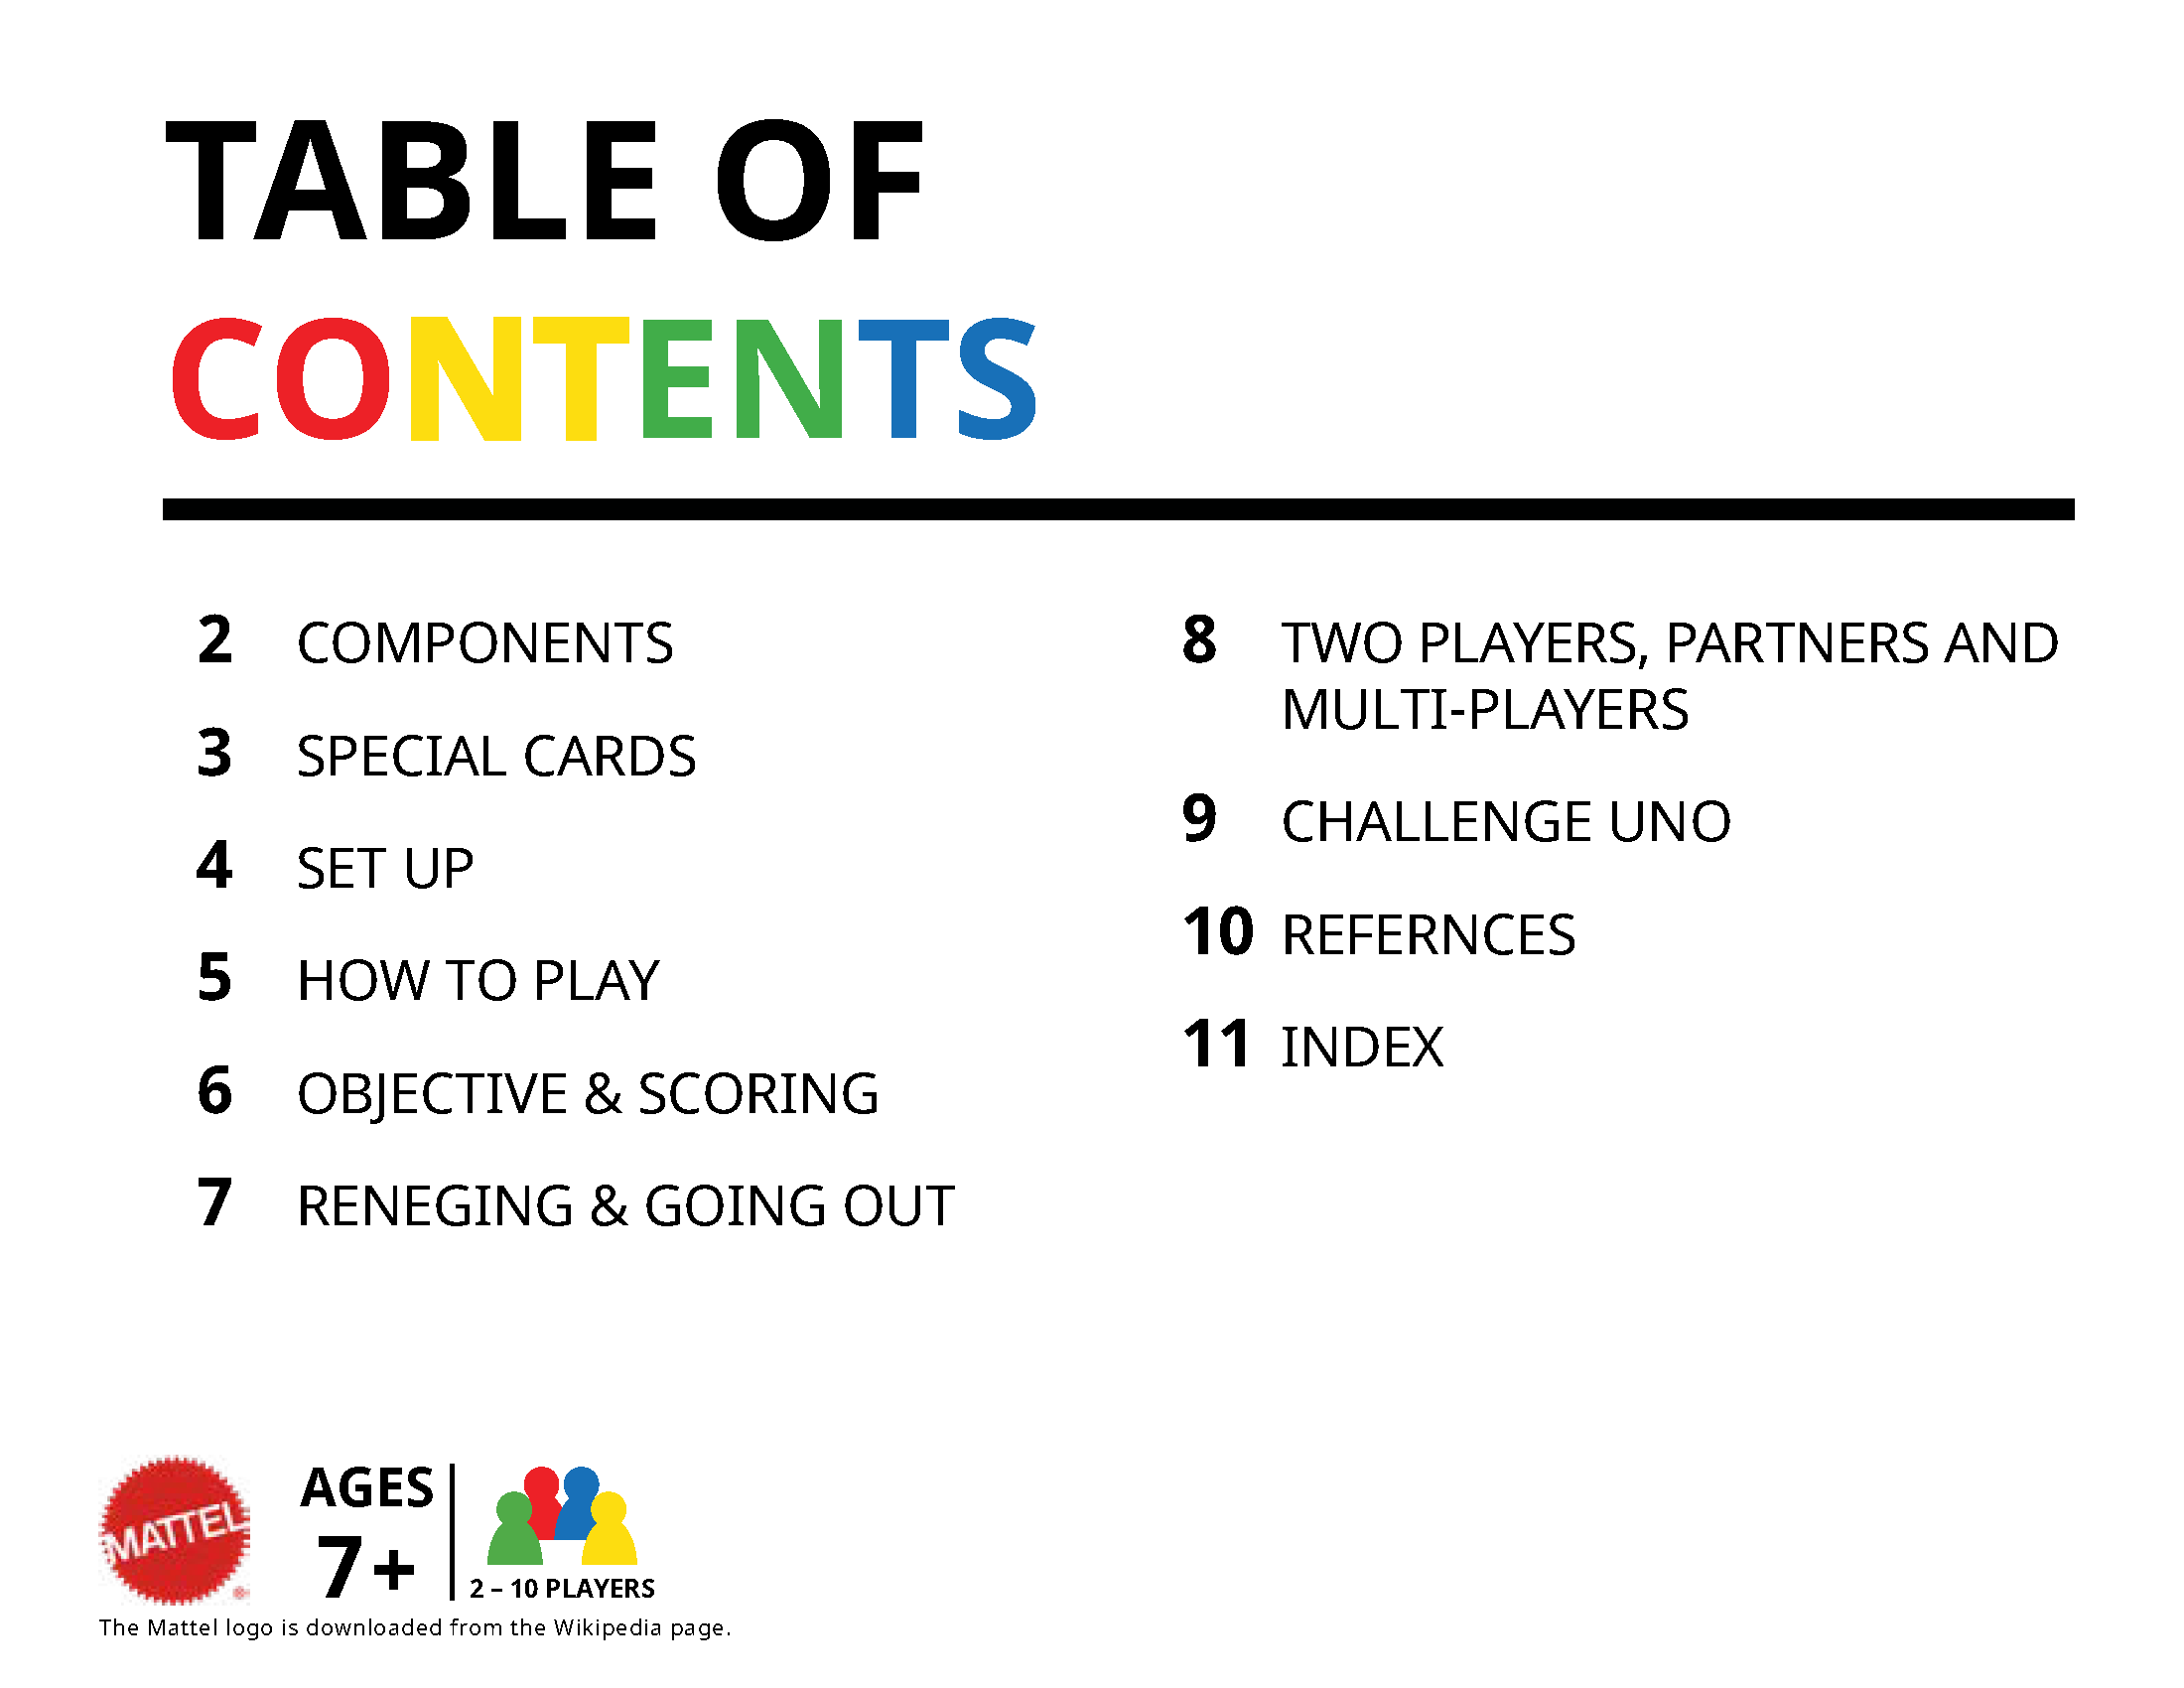 TABLE OF
CONTENTS
2 COMPONENTS
3 SPECIAL CARDS
4 SET UP
5 HOW TO PLAY
6 OBJECTIVE & SCORING
7 RENEGING & GOING OUT
8 TWO PLAYERS, PARTNERS AND
MULTI-PLAYERS
9 CHALLENGE UNO
10 REFERNCES
11 INDEX
MATTEL
®
AGES
7+
2 – 10 PLAYERS
The Mattel logo is downloaded from the Wikipedia page.